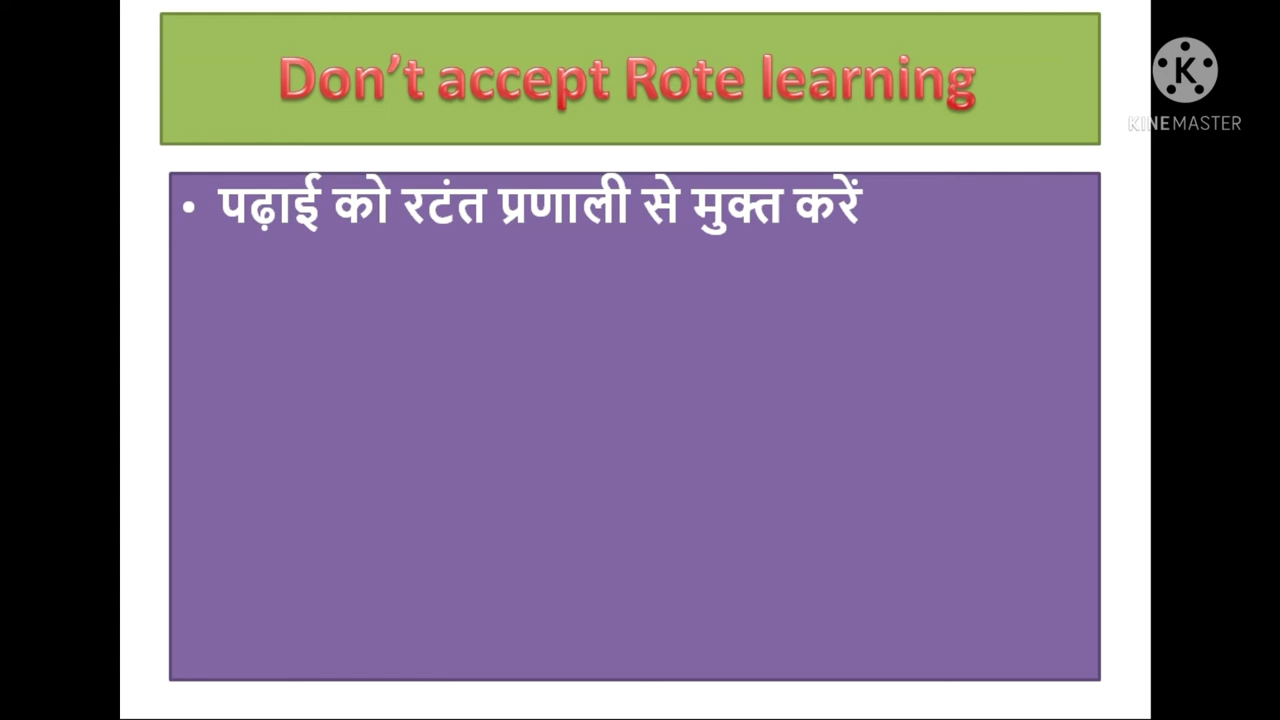 Don't accept Rote learning
K
KINEMASTER
• पढ़ाई को रटंत प्रणाली से मुक्त करें